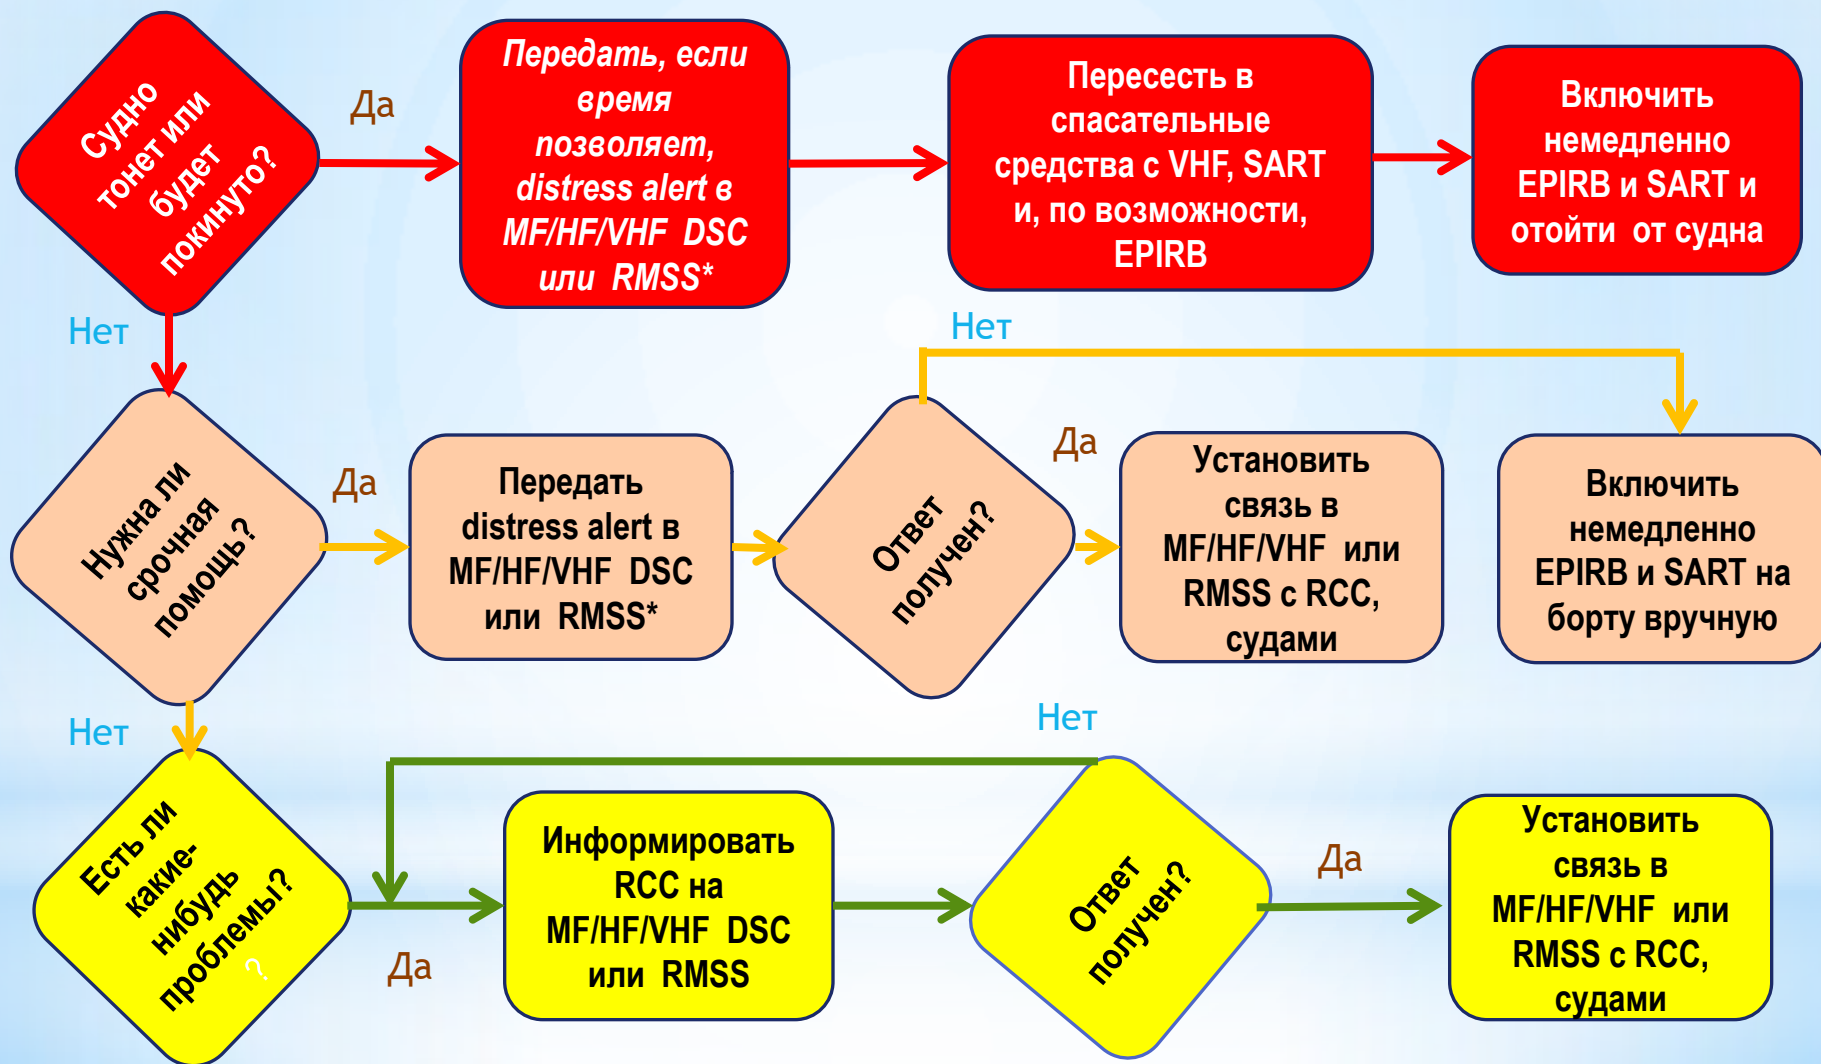 Судно
тонет или
будет
покинуто?
Да
Передать, если
время
позволяет,
distress alert в
MF/HF/VHF DSC
или RMSS*
Пересесть в
спасательные
средства с VHF, SART
и, по возможности,
EPIRB
Включить
немедленно
EPIRB и SART и
отойти от судна
Нет
Нет
Нужна ли
срочная
помощь?
Да
Передать
distress alert в
MF/HF/VHF DSC
или RMSS*
Ответ
получен?
Да
Установить
связь в
MF/HF/VHF или
RMSS с RCC,
судами
Включить
немедленно
EPIRB и SART на
борту вручную
Нет
Нет
Есть ли
какие-
нибудь
проблемы?
?
Да
Информировать
RCC на
MF/HF/VHF DSC
или RMSS
Ответ
получен?
Да
Установить
связь в
MF/HF/VHF или
RMSS с RCC,
судами